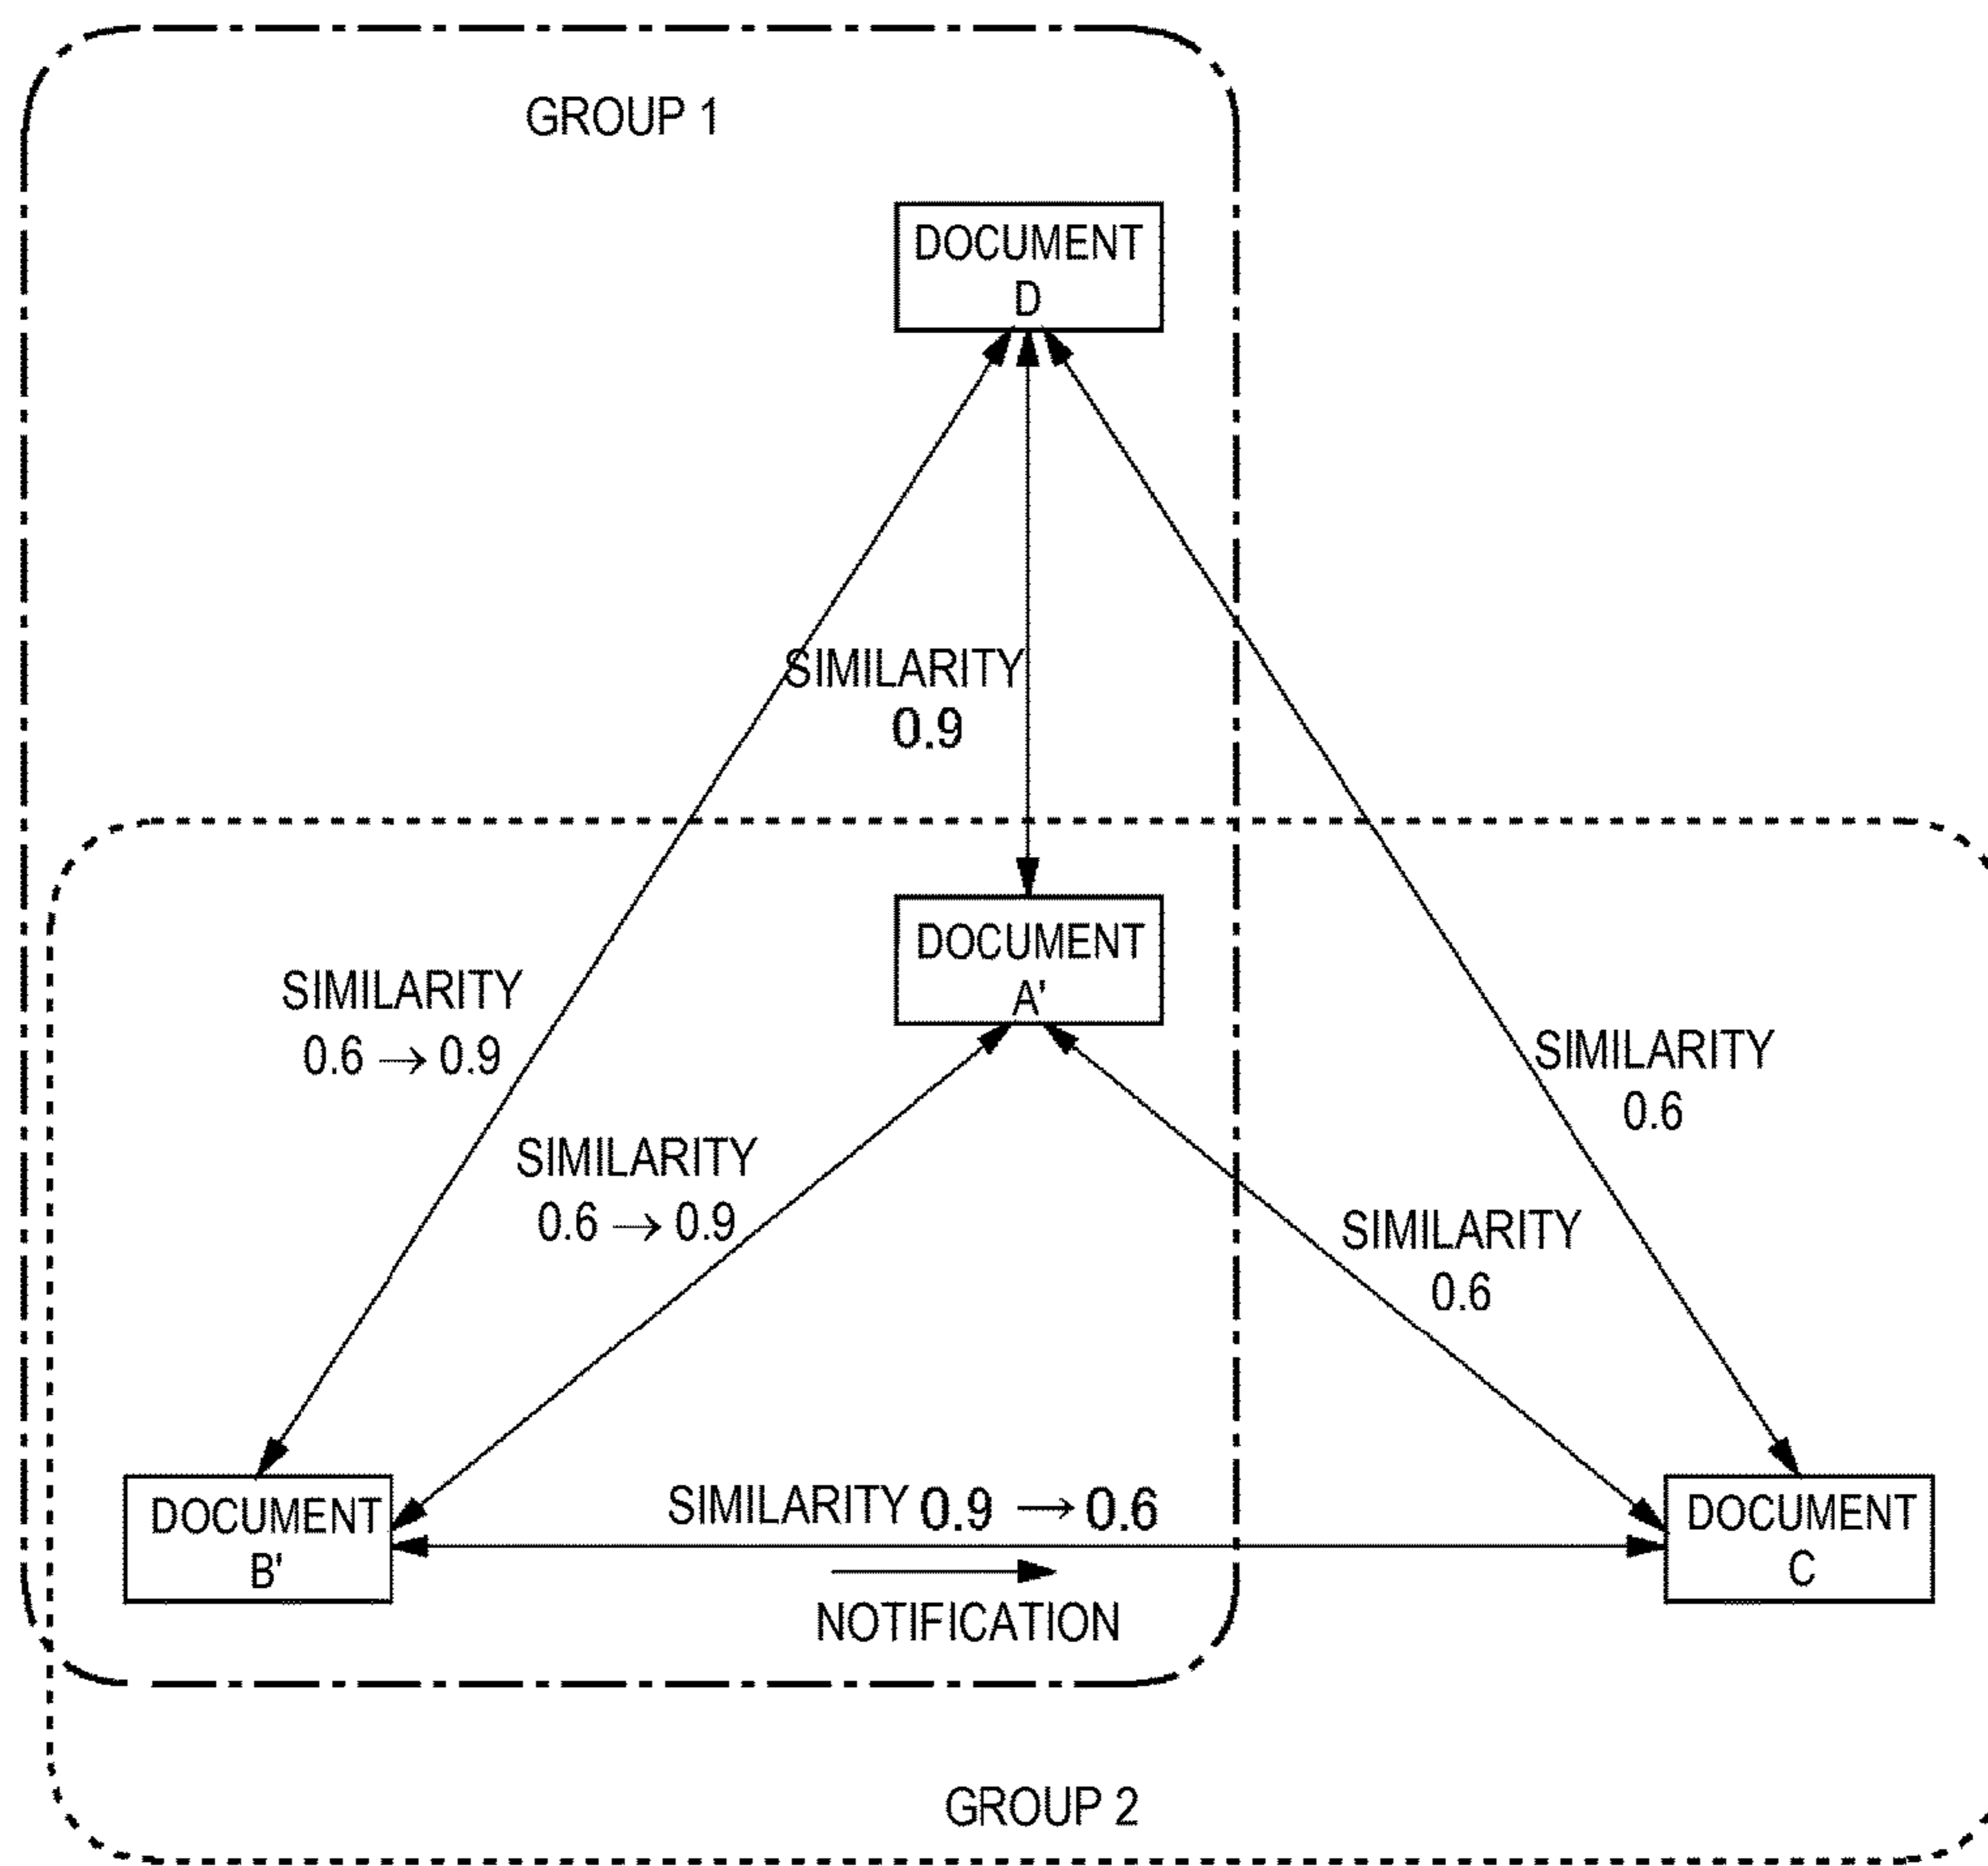 GROUP 1
DOCUMENT
D
SIMILARITY
0.9
DOCUMENT
A'
SIMILARITY
0.6 → 0.9
SIMILARITY
0.6
SIMILARITY
0.6 → 0.9
SIMILARITY
0.6
DOCUMENT
B'
SIMILARITY 0.9 → 0.6
NOTIFICATION
DOCUMENT
C
GROUP 2